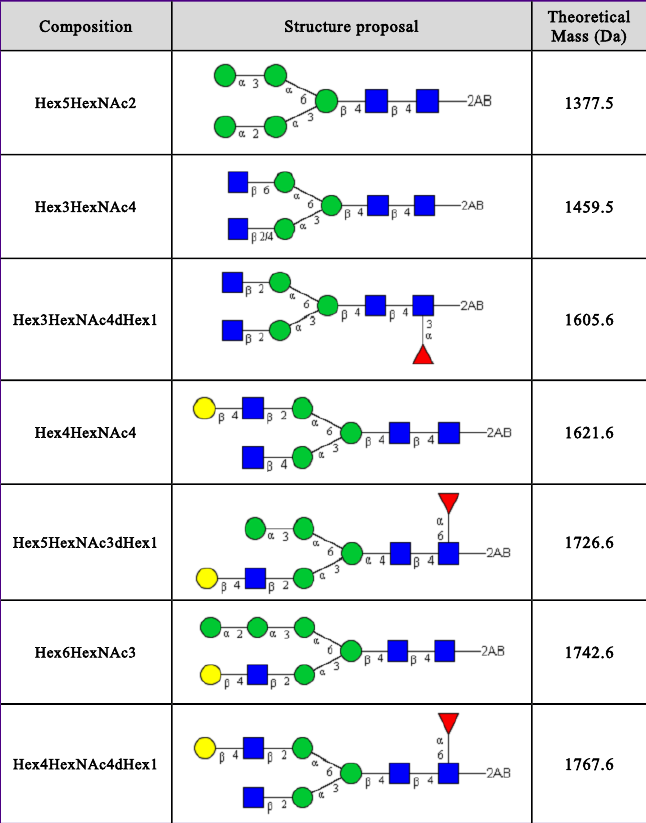 Composition Structure proposal Theoretical Mass (Da)
Hex5HexNAc2
α 3 α 6
β 4 β 4 2AB
α 2 α 3
1377.5
Hex3HexNAc4
β 6 α 6
β 4 β 4 2AB
β 2/4 α 3
1459.5
Hex3HexNAc4dHex1
β 2 α 6
β 4 β 4 2AB
β 2 α 3
3 α
1605.6
Hex4HexNAc4
β 4 β 2 α 6
β 4 β 4 2AB
β 4 α 3
1621.6
Hex5HexNAc3dHex1
α 6
α 3 α 6
α 4 β 4 2AB
β 4 β 2 α 3
1726.6
Hex6HexNAc3
α 2 α 3 α 6
β 4 β 4 2AB
β 4 β 2 α 3
1742.6
Hex4HexNAc4dHex1
α 6
β 4 β 2 α 6
β 4 β 4 2AB
β 2 α 3
1767.6